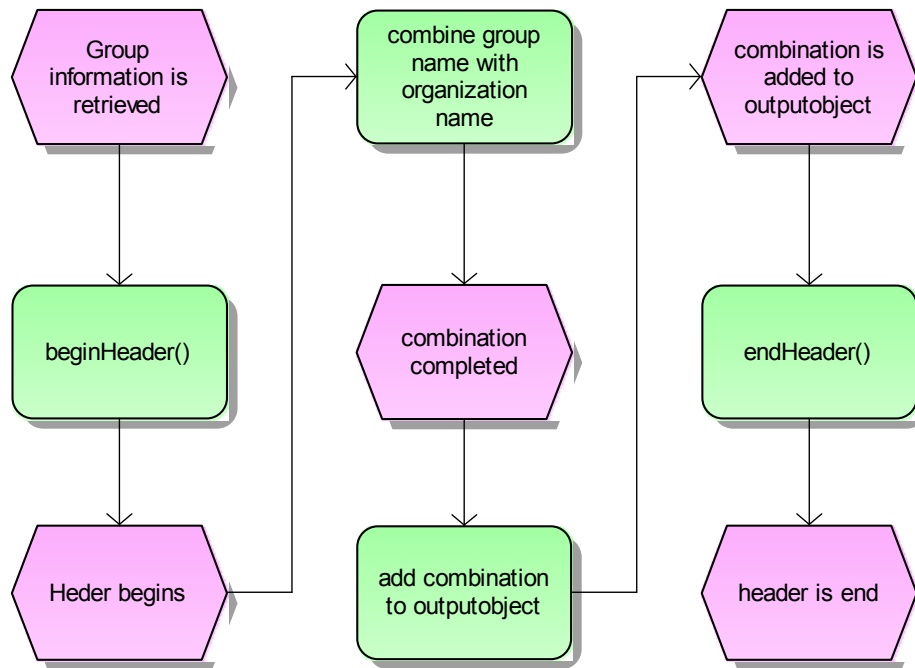 Group
information is
retrieved
beginHeader()
Heder begins
combine group
name with
organization
name
combination
completed
add combination
to outputobject
combination is
added to
outputobject
endHeader()
header is end